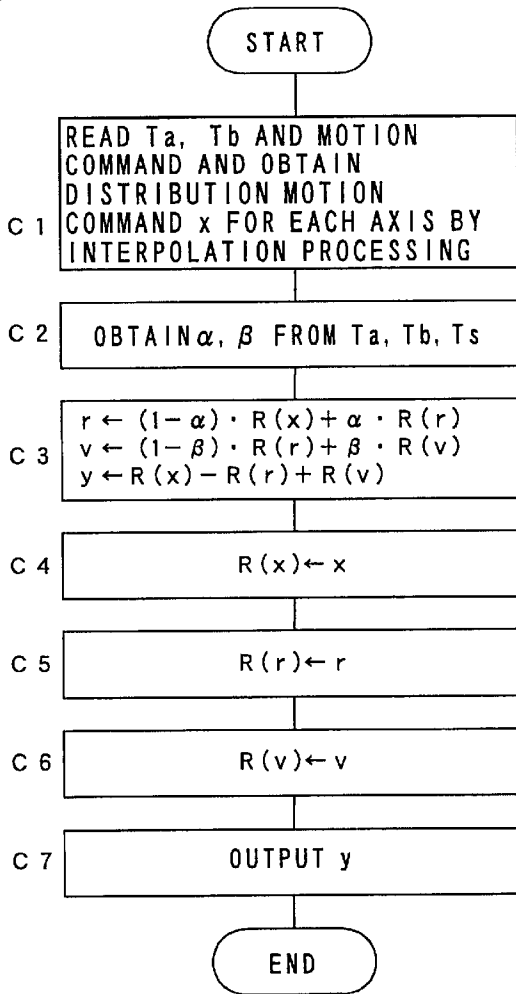 START
READ Ta, Tb AND MOTION
COMMAND AND OBTAIN
DISTRIBUTION MOTION
C 1 COMMAND x FOR EACH AXIS BY
INTERPOLATION PROCESSING
C 2 OBTAIN α, β FROM Ta, Tb, Ts
r ← (1-α) · R(x) + α · R(r)
C 3 v ← (1-β) · R(r) + β · R(v)
y ← R(x) - R(r) + R(v)
C 4 R(x) ← x
C 5 R(r) ← r
C 6 R(v) ← v
C 7 OUTPUT y
END